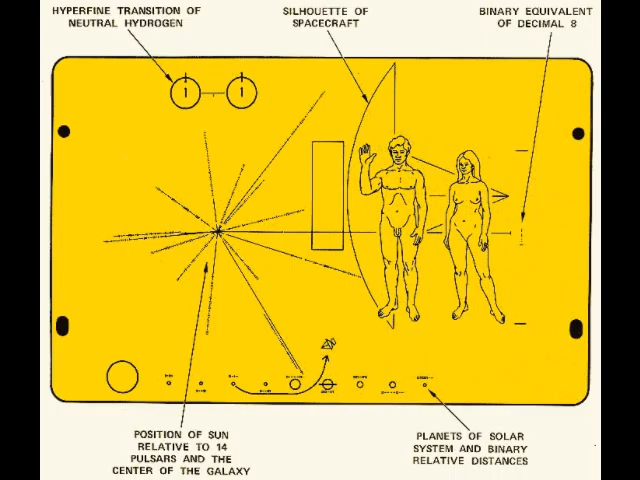 HYPERFINE TRANSITION OF
NEUTRAL HYDROGEN
SILHOUETTE OF
SPACECRAFT
BINARY EQUIVALENT
OF DECIMAL 8
POSITION OF SUN
RELATIVE TO 14
PULSARS AND THE
CENTER OF THE GALAXY
PLANETS OF SOLAR
SYSTEM AND BINARY
RELATIVE DISTANCES